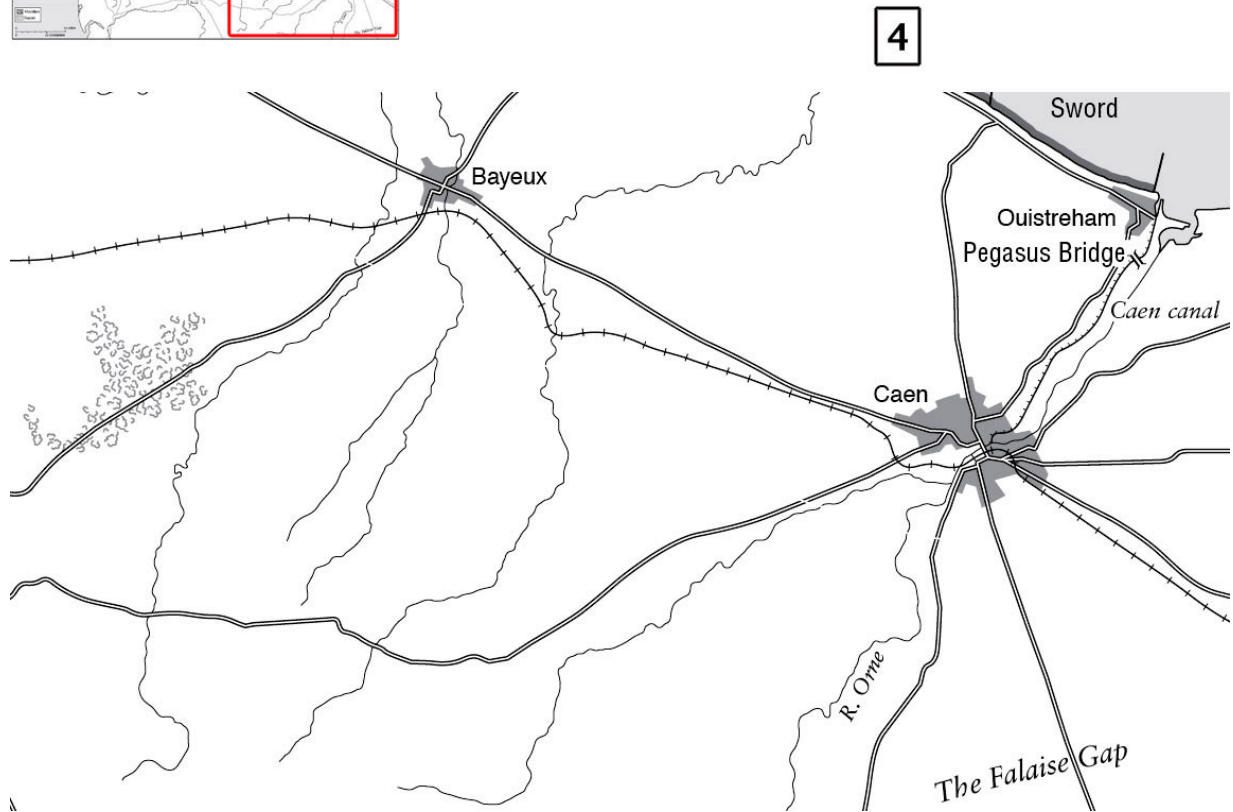 4
Sword
Bayeux
Ouistreham
Pegasus Bridge
Caen canal
Caen
R. Orne
The Falaise Gap